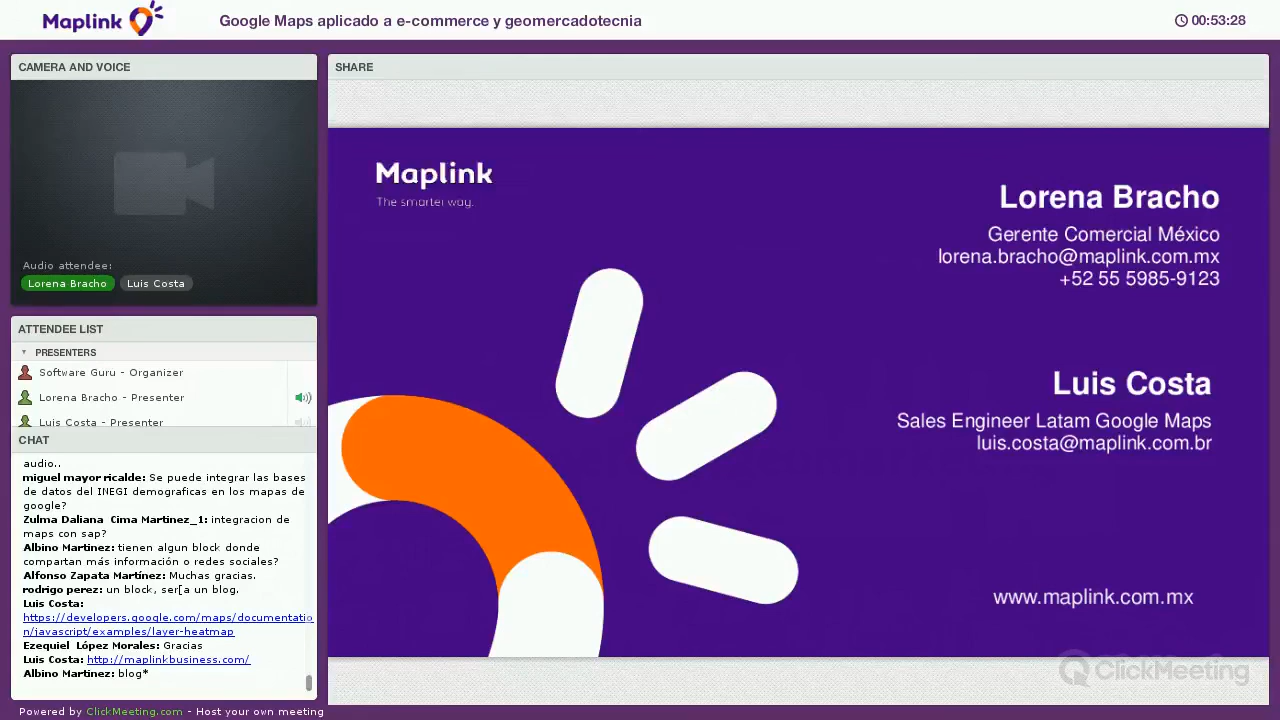 Maplink
Google Maps aplicado a e-commerce y geomercadotecnia
00:53:28
CAMERA AND VOICE
Audio attendee:
Lorena Bracho
Luis Costa
ATTENDEE LIST
PRESENTERS
Software Guru - Organizer
Lorena Bracho - Presenter
Luis Costa - Presenter
CHAT
audio..
miguel mayor ricalde: Se puede integrar las bases
de datos del INEGI demograficas en los mapas de
google?
Zulma Daliana Cima Martinez_1: integracion de
maps con sap?
Albino Martinez: tienen algun block donde
compartan más información o redes sociales?
Alfonso Zapata Martínez: Muchas gracias.
rodrigo perez: un block, ser[a un blog.
Luis Costa:
https://developers.google.com/maps/documentatio
n/javascript/examples/layer-heatmap
Ezequiel López Morales: Gracias
Luis Costa: http://maplinkbusiness.com/
Albino Martinez: blog*
Powered by ClickMeeting.com - Host your own meeting
SHARE
Maplink
The smarter way.
Lorena Bracho
Gerente Comercial México
lorena.bracho@maplink.com.mx
+52 55 5985-9123
Luis Costa
Sales Engineer Latam Google Maps
luis.costa@maplink.com.br
www.maplink.com.mx
ClickMeeting